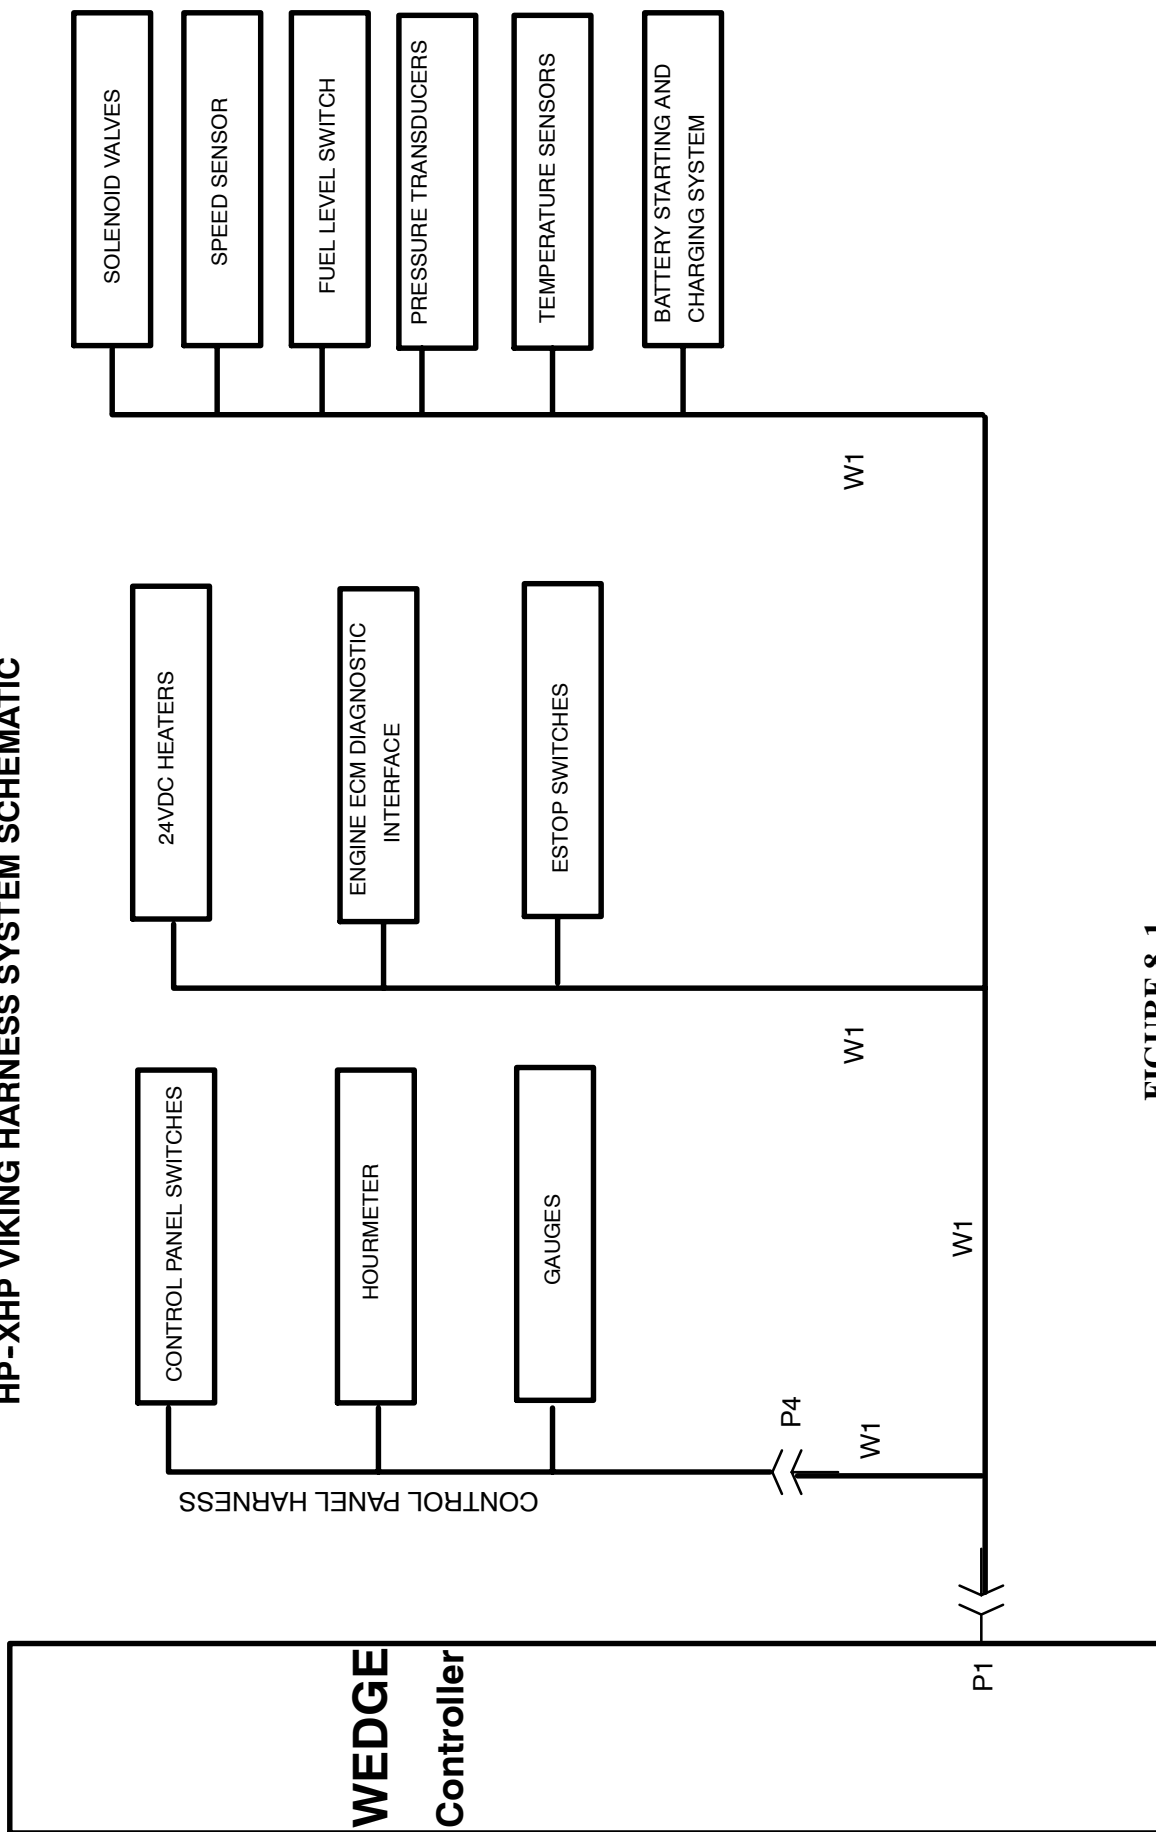 HP-XHP VIKING HARNESS SYSTEM SCHEMATIC
WEDGE
Controller
P1
CONTROL PANEL HARNESS
CONTROL PANEL SWITCHES
HOURMETER
GAUGES
P4
W1
W1
24VDC HEATERS
ENGINE ECM DIAGNOSTIC
INTERFACE
ESTOP SWITCHES
W1
SOLENOID VALVES
SPEED SENSOR
FUEL LEVEL SWITCH
PRESSURE TRANSDUCERS
TEMPERATURE SENSORS
BATTERY STARTING AND
CHARGING SYSTEM
W1
FIGURE 8.1